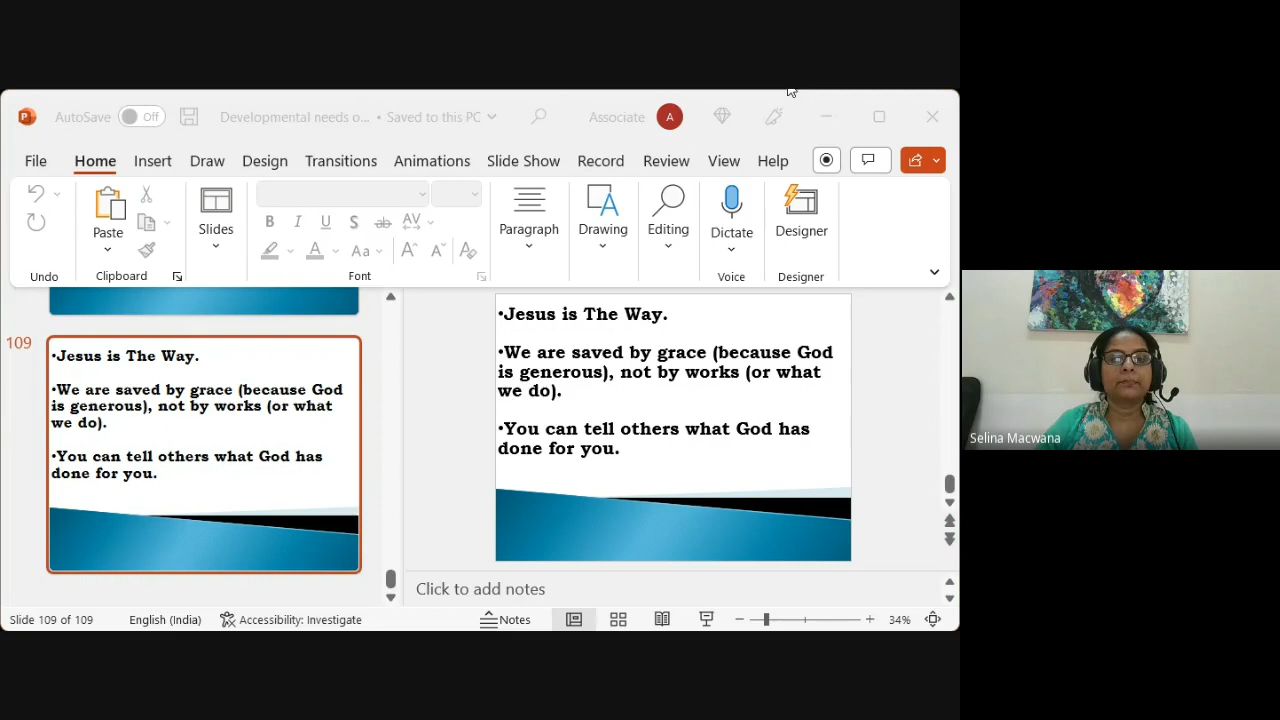 AutoSave Off Developmental needs o... • Saved to this PC Associate A
File Home Insert Draw Design Transitions Animations Slide Show Record Review View Help
Paste Slides B I U S ab AV Paragraph Drawing Editing Dictate Designer
A Aa A A A
Undo Clipboard Font Voice Designer
109
•Jesus is The Way.
•We are saved by grace (because God
is generous), not by works (or what
we do).
•You can tell others what God has
done for you.
•Jesus is The Way.
•We are saved by grace (because God
is generous), not by works (or what
we do).
•You can tell others what God has
done for you.
Click to add notes
Slide 109 of 109 English (India) Accessibility: Investigate Notes 34%
Selina Macwana